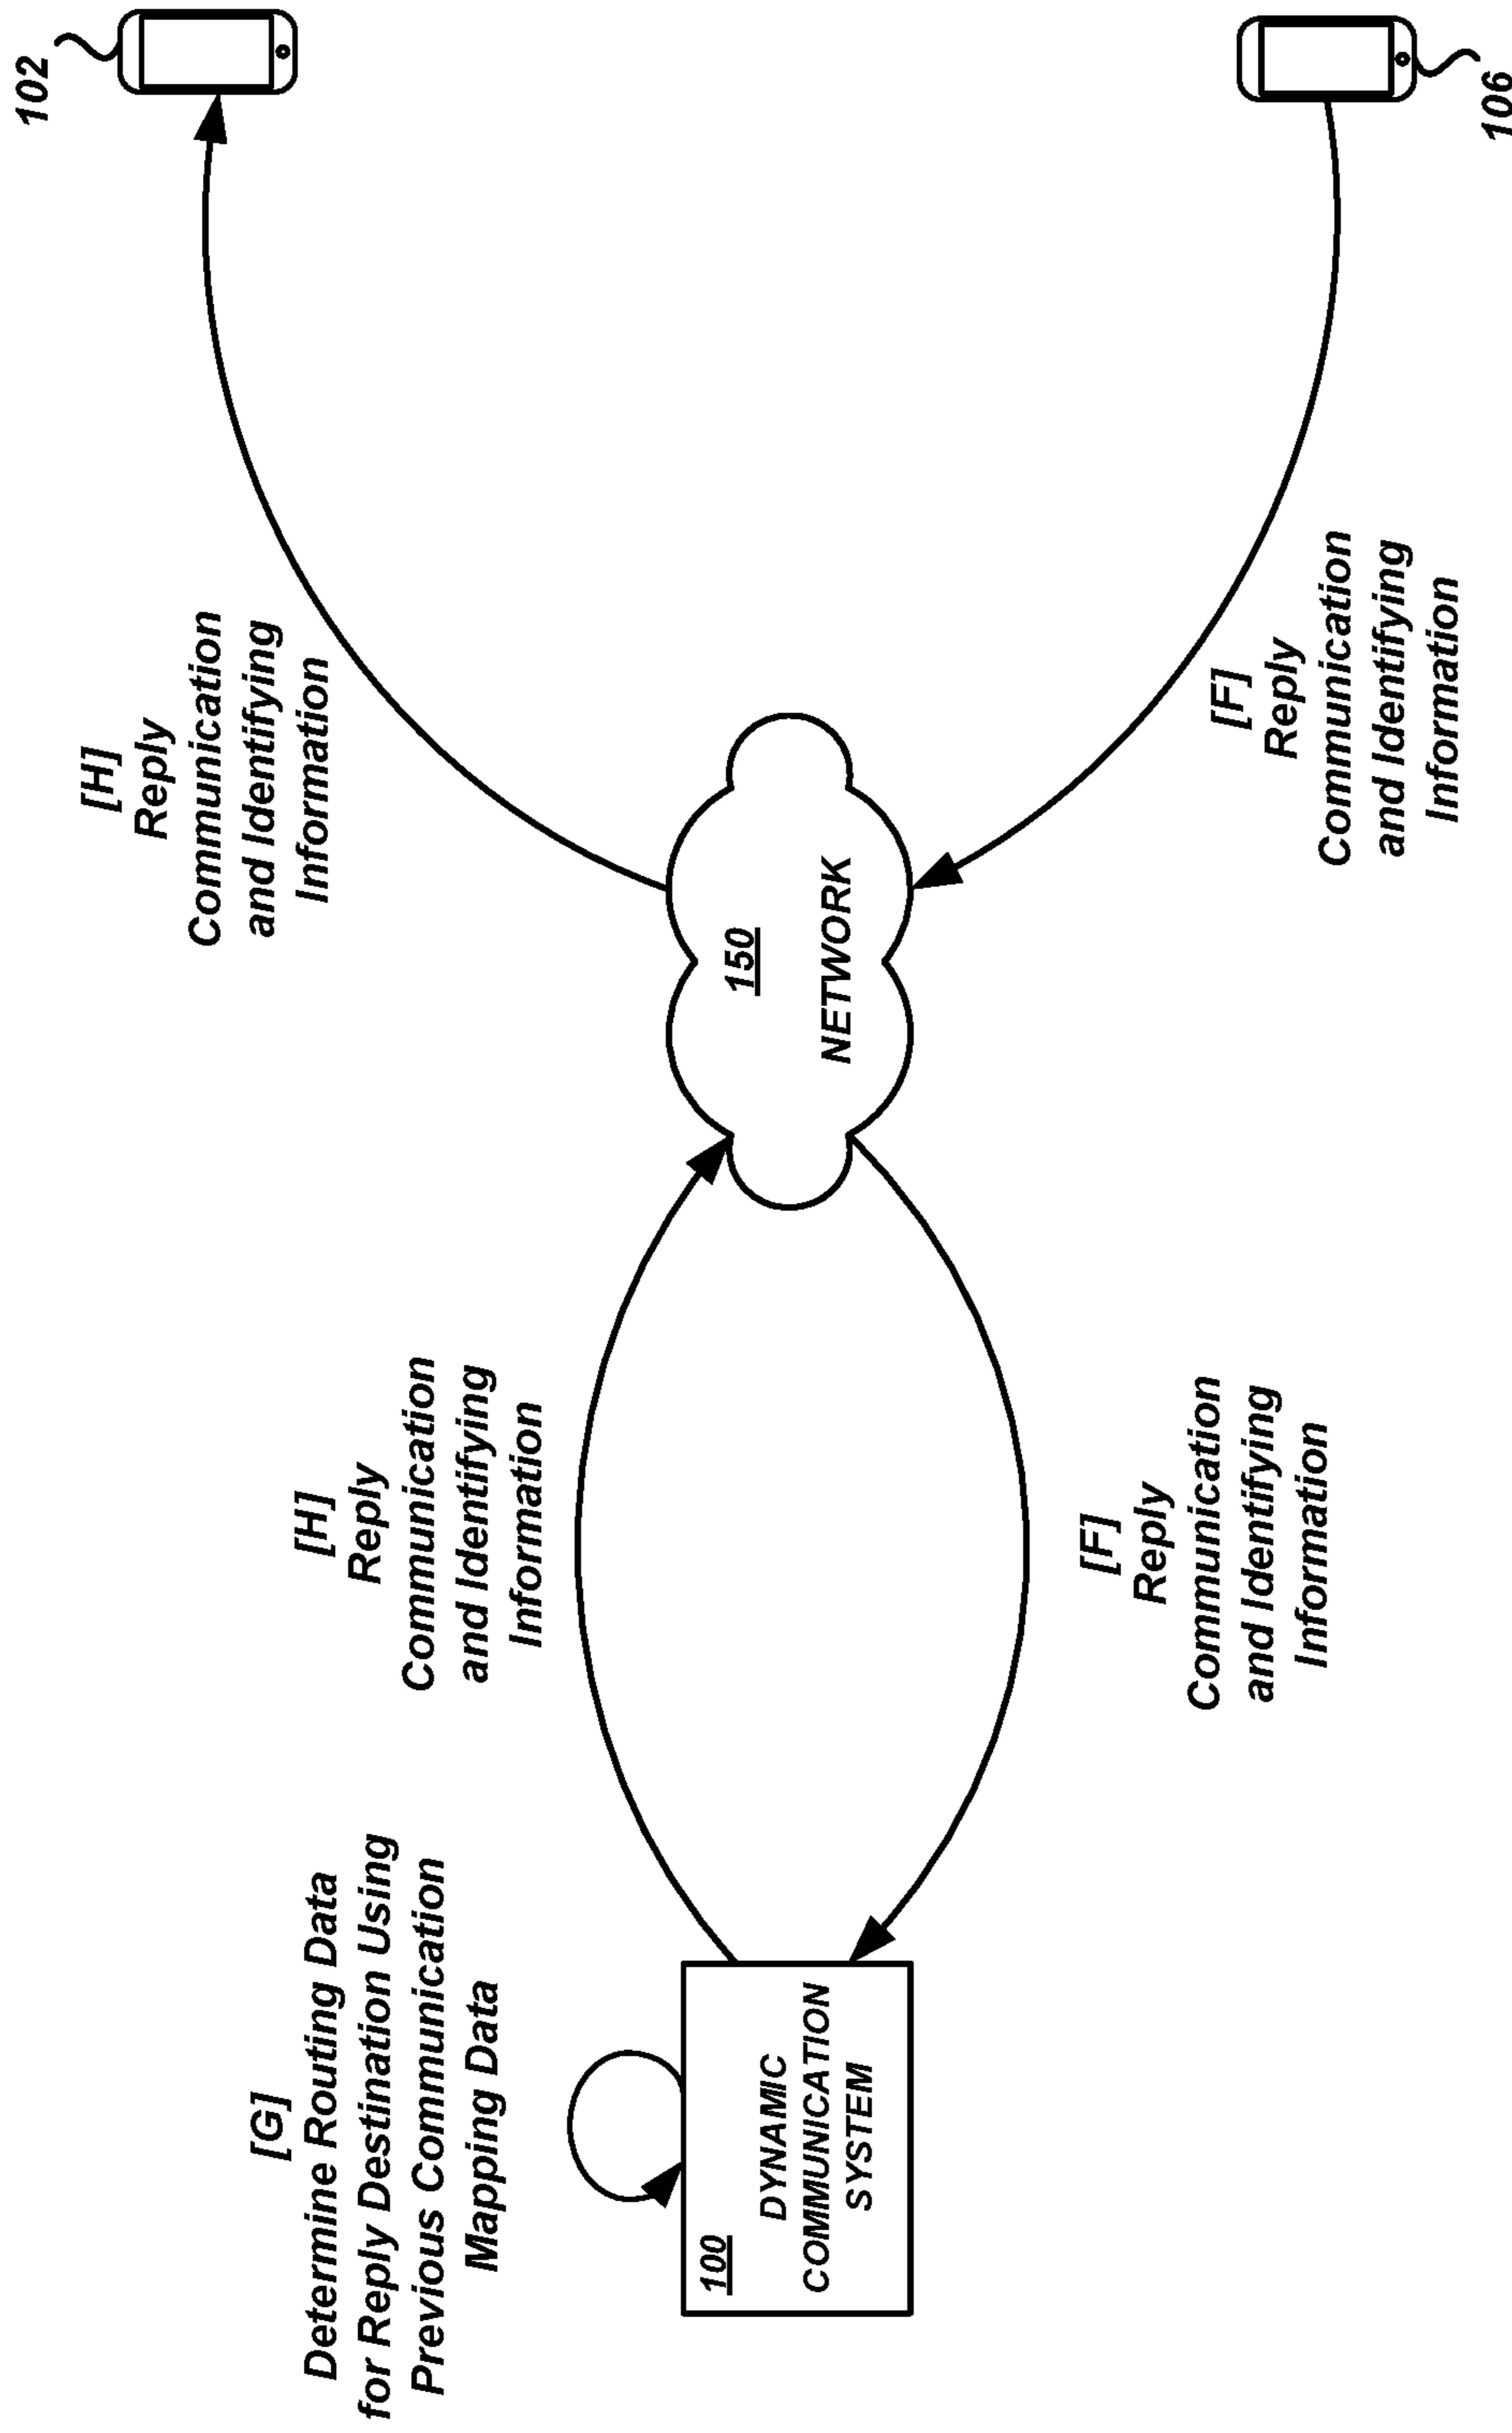 [G]
Determine Routing Data
for Reply Destination Using
Previous Communication
Mapping Data
100
DYNAMIC
COMMUNICATION
SYSTEM
[H]
Reply
Communication
and Identifying
Information
[F]
Reply
Communication
and Identifying
Information
150
NETWORK
[H]
Reply
Communication
and Identifying
Information
[F]
Reply
Communication
and Identifying
Information
102
106